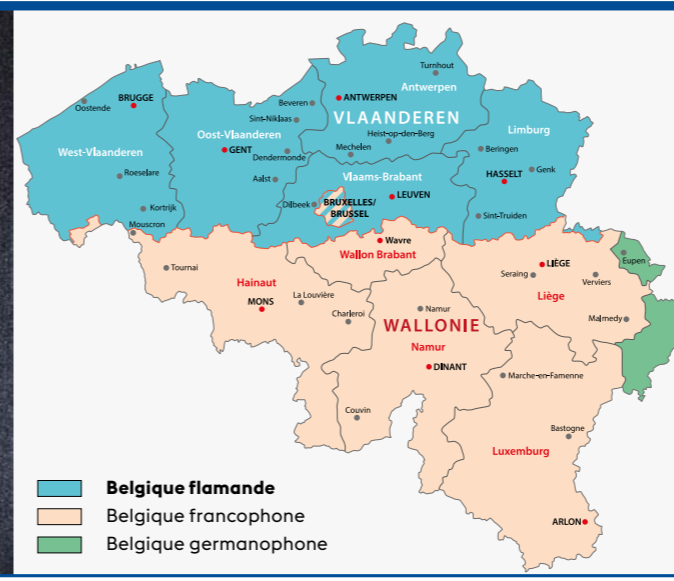 Turnhout
Antwerpen
BRUGGE
Oostende
Beveren
ANTWERPEN
Sint-Niklaas
VLAANDEREN
Oost-Vlaanderen
Limburg
Heist-op-den-Berg
West-Vlaanderen
GENT
Dendermonde
Mechelen
Beringen
Genk
Roeselare
Aalst
Vlaams-Brabant
HASSELT
LEUVEN
Dilbeek
BRUXELLES/
BRUSSEL
Kortrijk
Sint-Truiden
Mouscron
Wavre
Wallon Brabant
Tournai
LIÈGE
Eupen
Seraing
Verviers
Hainaut
La Louvière
Liège
MONS
Charleroi
Namur
Malmedy
WALLONIE
Namur
DINANT
Marche-en-Famenne
Couvin
Bastogne
Luxemburg
ARLON
Belgique flamande
Belgique francophone
Belgique germanophone